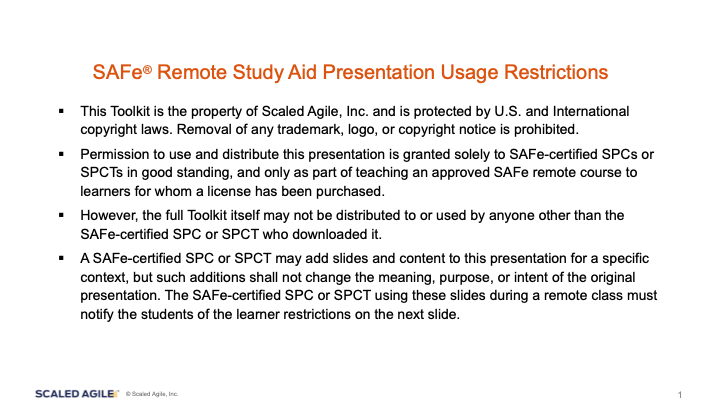 SAFe® Remote Study Aid Presentation Usage Restrictions
▪ This Toolkit is the property of Scaled Agile, Inc. and is protected by U.S. and International
copyright laws. Removal of any trademark, logo, or copyright notice is prohibited.
▪ Permission to use and distribute this presentation is granted solely to SAFe-certified SPCs or
SPCTs in good standing, and only as part of teaching an approved SAFe remote course to
learners for whom a license has been purchased.
▪ However, the full Toolkit itself may not be distributed to or used by anyone other than the
SAFe-certified SPC or SPCT who downloaded it.
▪ A SAFe-certified SPC or SPCT may add slides and content to this presentation for a specific
context, but such additions shall not change the meaning, purpose, or intent of the original
presentation. The SAFe-certified SPC or SPCT using these slides during a remote class must
notify the students of the learner restrictions on the next slide.
SCALED AGILE © Scaled Agile, Inc. 1